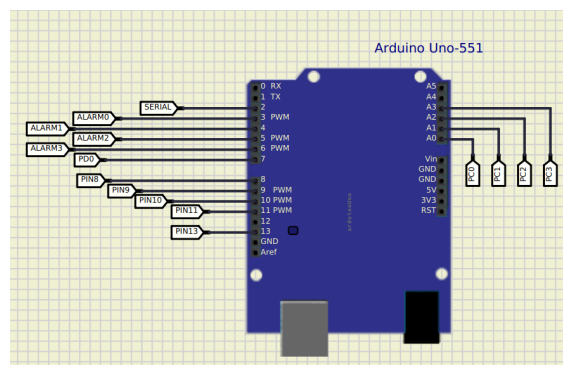 Arduino Uno-551
0 RX
1 TX
SERIAL 2
ALARM0 3 PWM
ALARM1 4
ALARM2 5 PWM
ALARM3 6 PWM
PD0 7
PIN8 8
PIN9 9 PWM
PIN10 10 PWM
PIN11 11 PWM
12
PIN13 13
GND
Aref
A5
A4
A3
A2
A1
A0
Vin
GND
GND
5V
3V3
RST
PC0
PC1
PC2
PC3